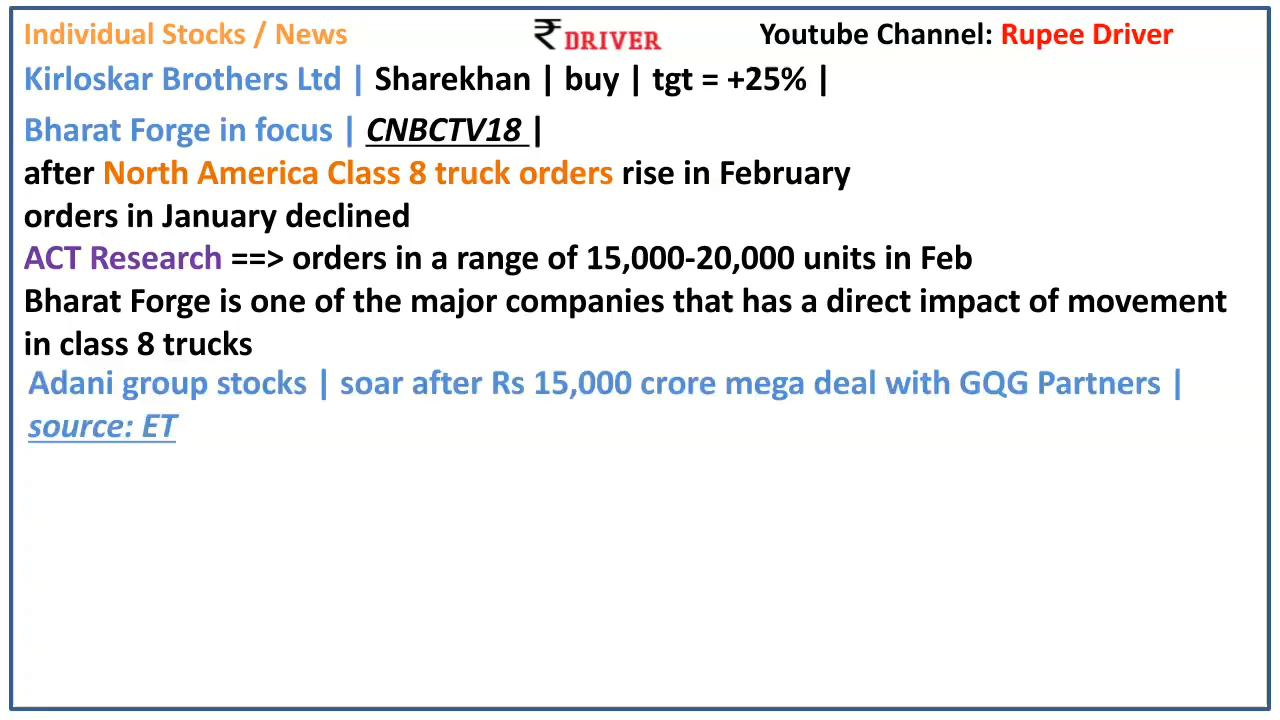 Individual Stocks / News ₹ DRIVER Youtube Channel: Rupee Driver
Kirloskar Brothers Ltd | Sharekhan | buy | tgt = +25% |
Bharat Forge in focus | CNBCTV18 |
after North America Class 8 truck orders rise in February
orders in January declined
ACT Research ==> orders in a range of 15,000-20,000 units in Feb
Bharat Forge is one of the major companies that has a direct impact of movement
in class 8 trucks
Adani group stocks | soar after Rs 15,000 crore mega deal with GQG Partners |
source: ET